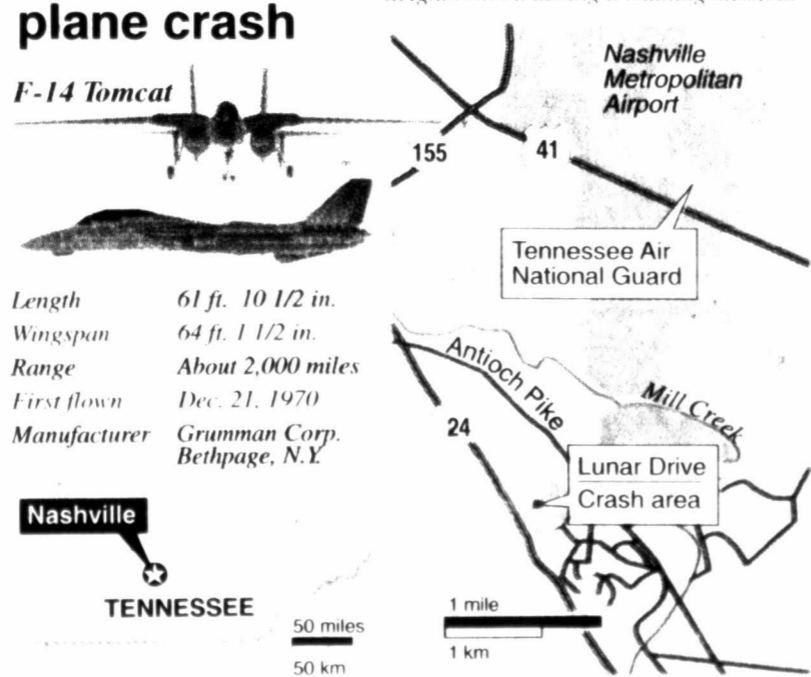 plane crash
F-14 Tomcat
Length 61 ft. 10 1/2 in.
Wingspan 64 ft. 1 1/2 in.
Range About 2,000 miles
First flown Dec. 21, 1970
Manufacturer Grumman Corp.
Bethpage, N.Y.
Nashville
TENNESSEE
50 miles
50 km
Nashville
Metropolitan
Airport
155
41
Tennessee Air
National Guard
Antioch Pike
Mill Creek
24
Lunar Drive
Crash area
1 mile
1 km